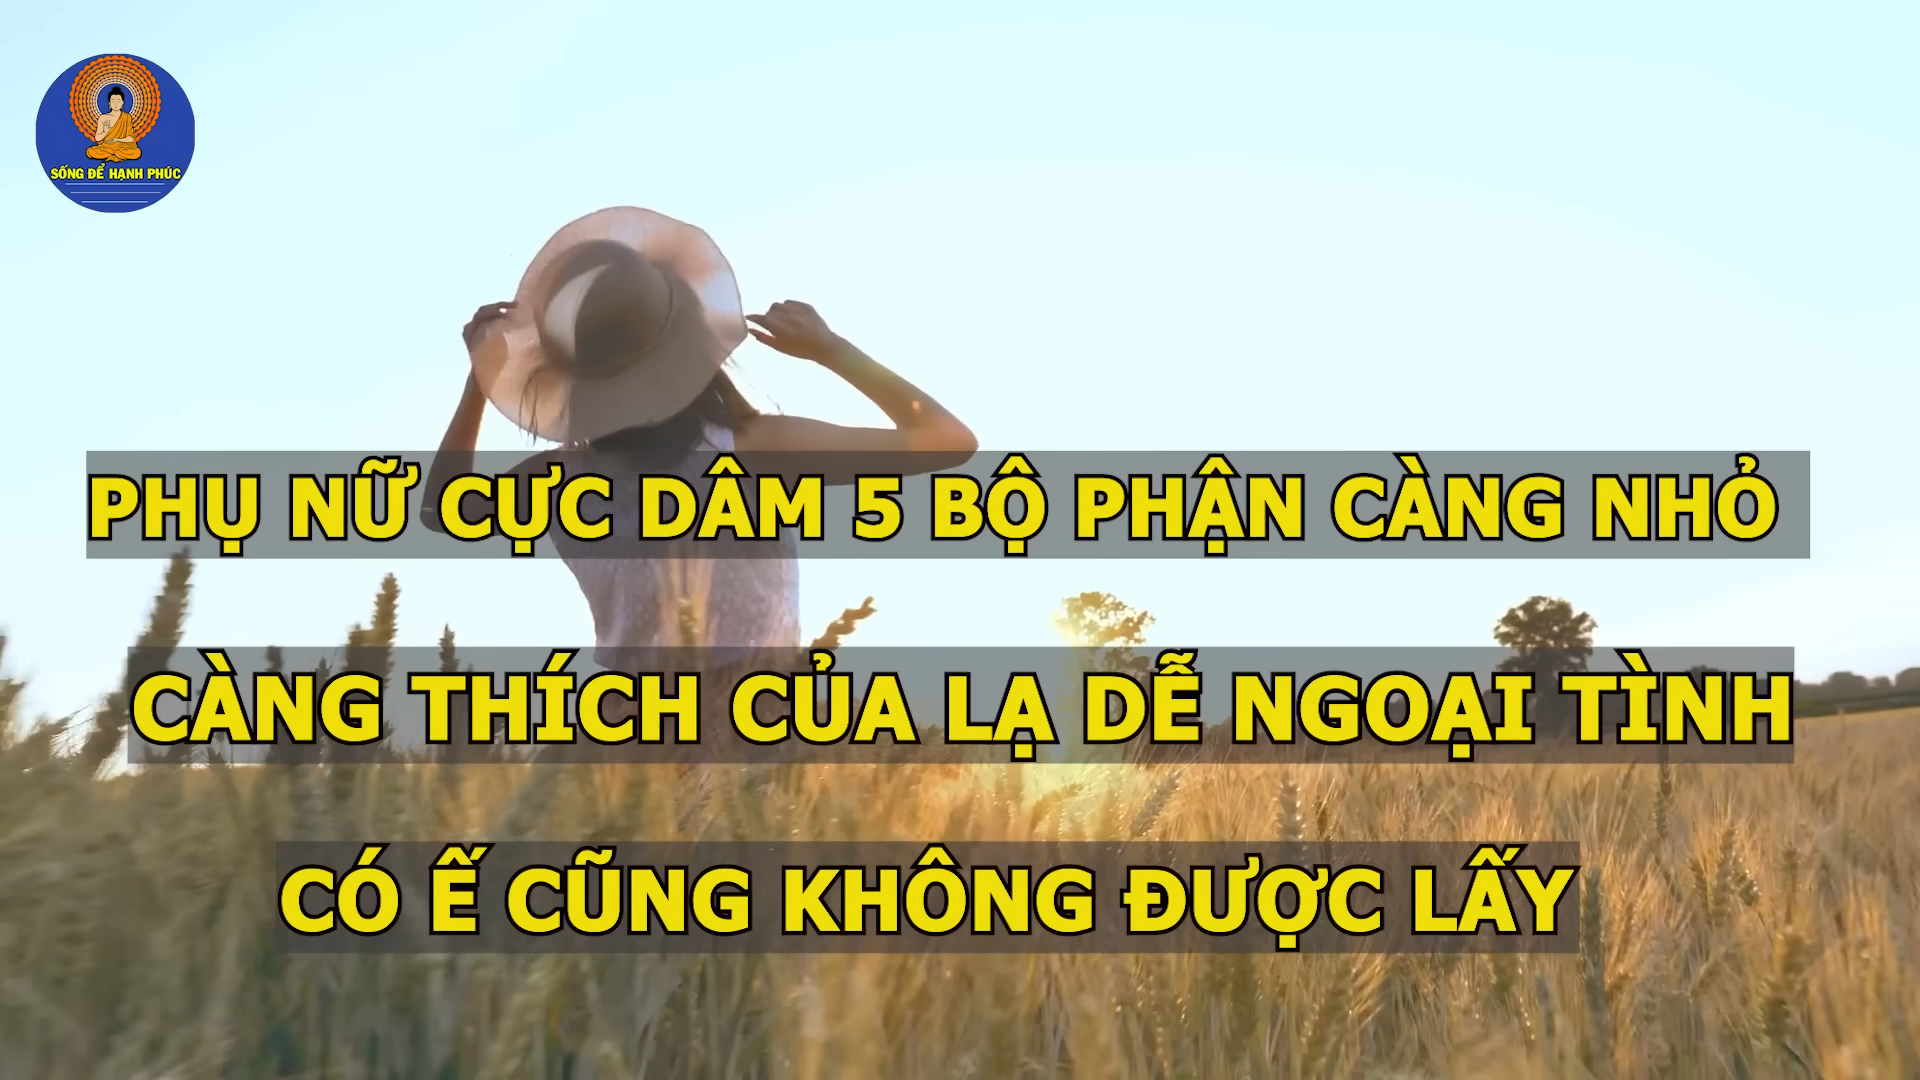 SỐNG ĐỂ HẠNH PHÚC
PHỤ NỮ CỰC DÂM 5 BỘ PHẬN CÀNG NHỎ
CÀNG THÍCH CỦA LẠ DỄ NGOẠI TÌNH
CÓ Ế CŨNG KHÔNG ĐƯỢC LẤY